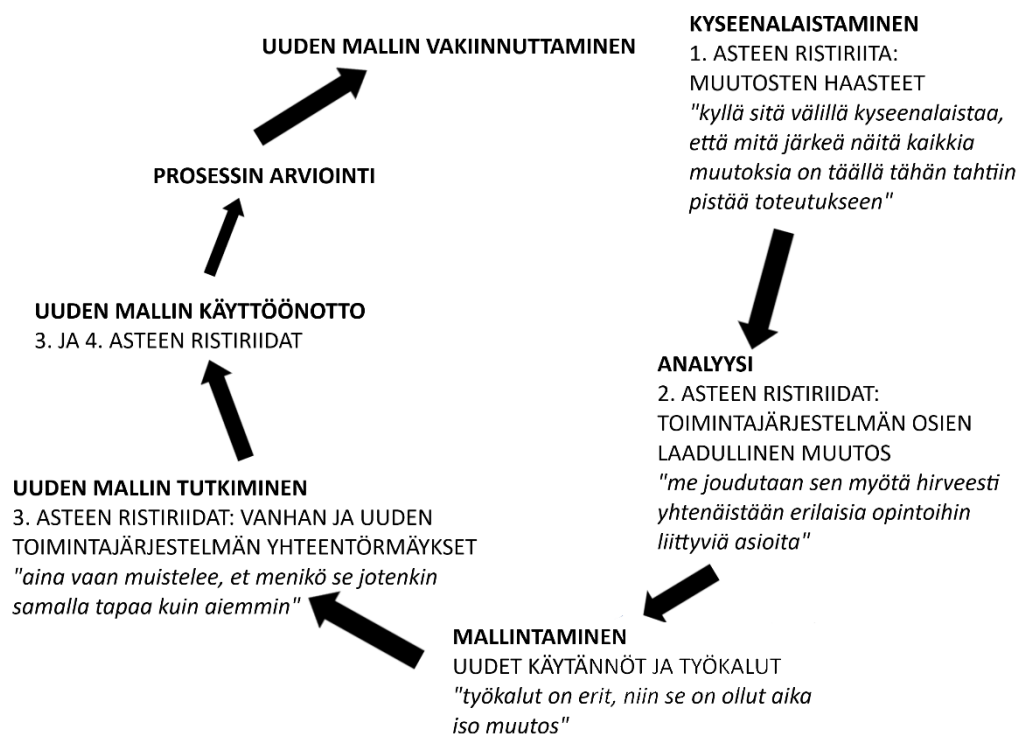 KYSEENALAISTAMINEN
1. ASTEEN RISTIRIITA:
MUUTOSTEN HAASTEET
"kyllä sitä välillä kyseenalaistaa,
että mitä järkeä näitä kaikkia
muutoksia on täällä tähän tahtiin
pistää toteutukseen"
ANALYYSI
2. ASTEEN RISTIRIIDAT:
TOIMINTAJÄRJESTELMÄN OSIEN
LAADULLINEN MUUTOS
"me joudutaan sen myötä hirveesti
yhtenäistään erilaisia opintoihin
liittyviä asioita"
MALLINTAMINEN
UUDET KÄYTÄNNÖT JA TYÖKALUT
"työkalut on erit, niin se on ollut aika
iso muutos"
UUDEN MALLIN TUTKIMINEN
3. ASTEEN RISTIRIIDAT: VANHAN JA UUDEN
TOIMINTAJÄRJESTELMÄN YHTEENTÖRMÄYKSET
"aina vaan muistelee, et menikö se jotenkin
samalla tapaa kuin aiemmin"
UUDEN MALLIN KÄYTTÖÖNOTTO
3. JA 4. ASTEEN RISTIRIIDAT
PROSESSIN ARVIOINTI
UUDEN MALLIN VAKIINNUTTAMINEN